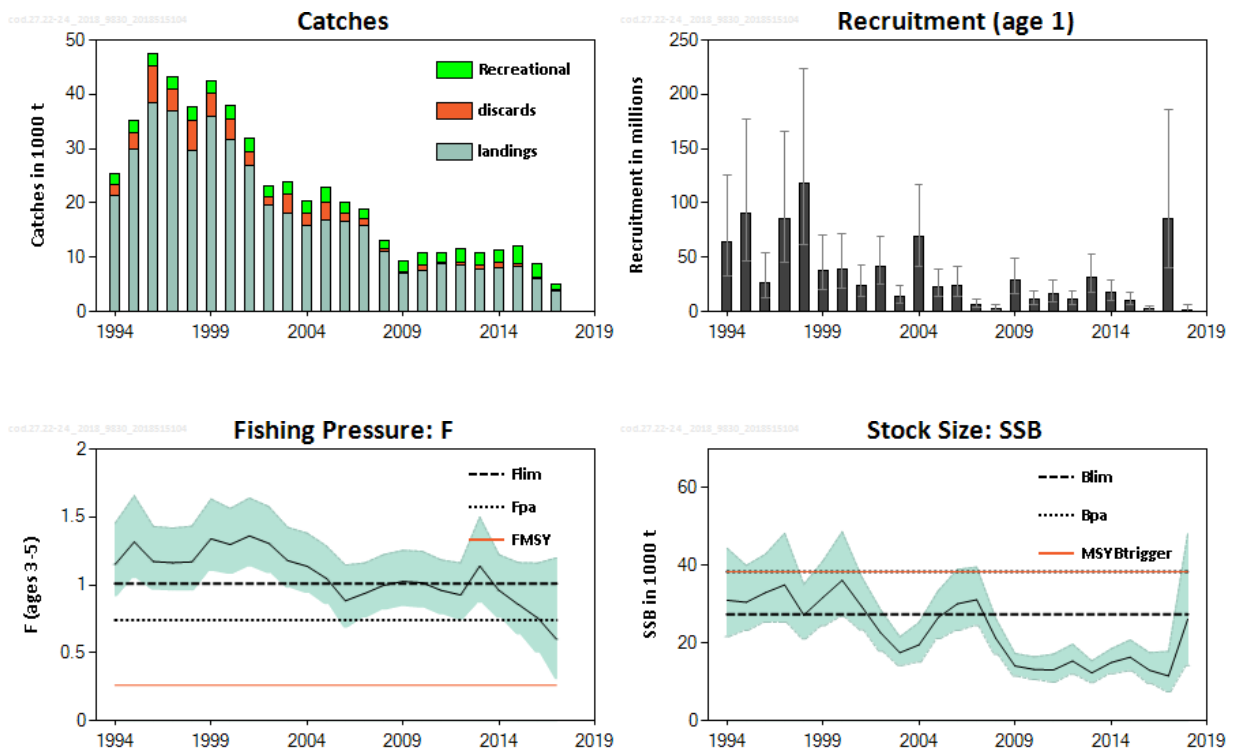 cod.27.22-24_2018_9830_2018515104
Catches
Catches in 1000 t
50
40
30
20
10
0
Recreational
discards
landings
1994 1999 2004 2009 2014 2019
cod.27.22-24_2018_9830_2018515104
Recruitment (age 1)
Recruitment in millions
250
200
150
100
50
0
1994 1999 2004 2009 2014 2019
cod.27.22-24_2018_9830_2018515104
Fishing Pressure: F
F (ages 3-5)
2
1.5
1
0.5
0
Flim
Fpa
FMSY
1994 1999 2004 2009 2014 2019
cod.27.22-24_2018_9830_2018515104
Stock Size: SSB
SSB in 1000 t
60
40
20
0
Blim
Bpa
MSYBtrigger
1994 1999 2004 2009 2014 2019